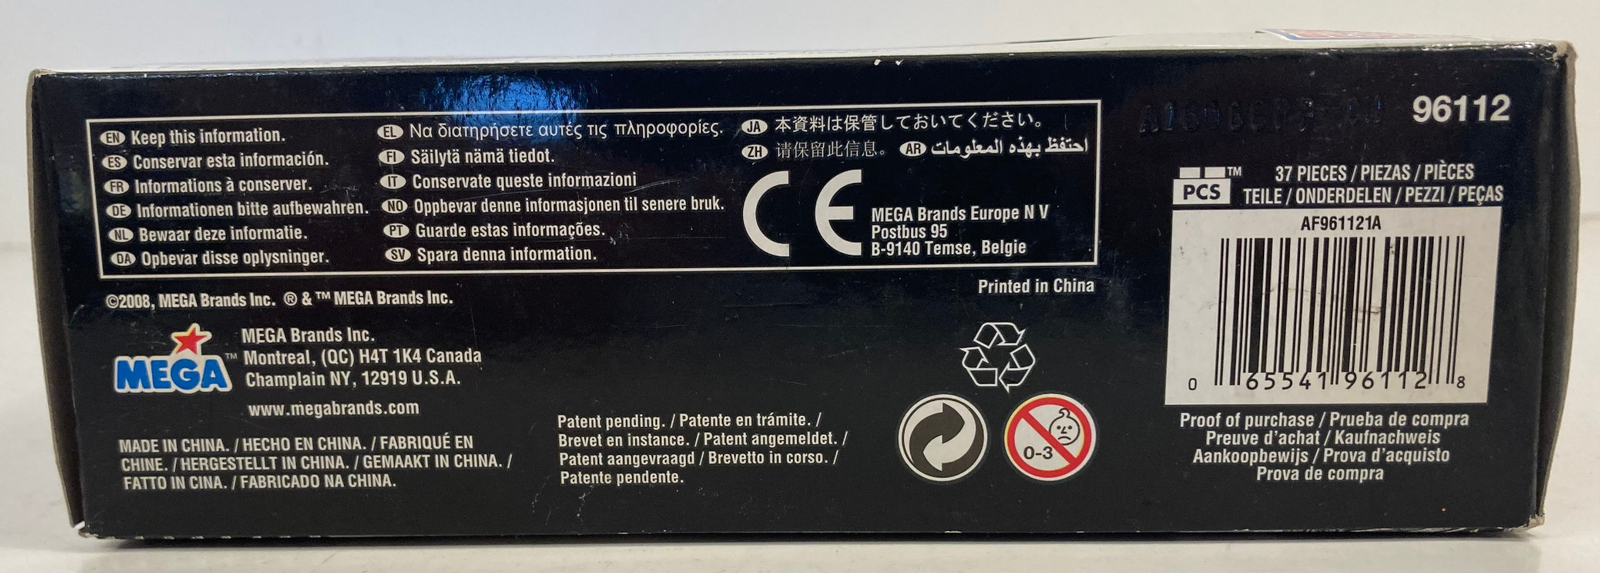 EN Keep this information.
ES Conservar esta información.
FR Informations à conserver.
DE Informationen bitte aufbewahren.
NL Bewaar deze informatie.
DA Opbevar disse oplysninger.
EL Να διατηρήσετε αυτές τις πληροφορίες.
FI Säilytä nämä tiedot.
IT Conservate queste informazioni
NO Oppbevar denne informasjonen til senere bruk.
PT Guarde estas informações.
SV Spara denna information.
JA 本資料は保管しておいてください。
ZH 请保留此信息。 AR احتفظ بهذه المعلومات
CE
MEGA Brands Europe N V
Postbus 95
B-9140 Temse, Belgie
Printed in China
©2008, MEGA Brands Inc. ® & ™ MEGA Brands Inc.
MEGA™
MEGA Brands Inc.
Montreal, (QC) H4T 1K4 Canada
Champlain NY, 12919 U.S.A.
www.megabrands.com
MADE IN CHINA. / HECHO EN CHINA. / FABRIQUÉ EN
CHINE. / HERGESTELLT IN CHINA. / GEMAAKT IN CHINA. /
FATTO IN CINA. / FABRICADO NA CHINA.
Patent pending. / Patente en trámite. /
Brevet en instance. / Patent angemeldet. /
Patent aangevraagd / Brevetto in corso. /
Patente pendente.
0-3
96112
PCS™
37 PIECES / PIEZAS / PIÈCES
TEILE / ONDERDELEN / PEZZI / PEÇAS
AF961121A
0 65541 96112 8
Proof of purchase / Prueba de compra
Preuve d'achat / Kaufnachweis
Aankoopbewijs / Prova d'acquisto
Prova de compra